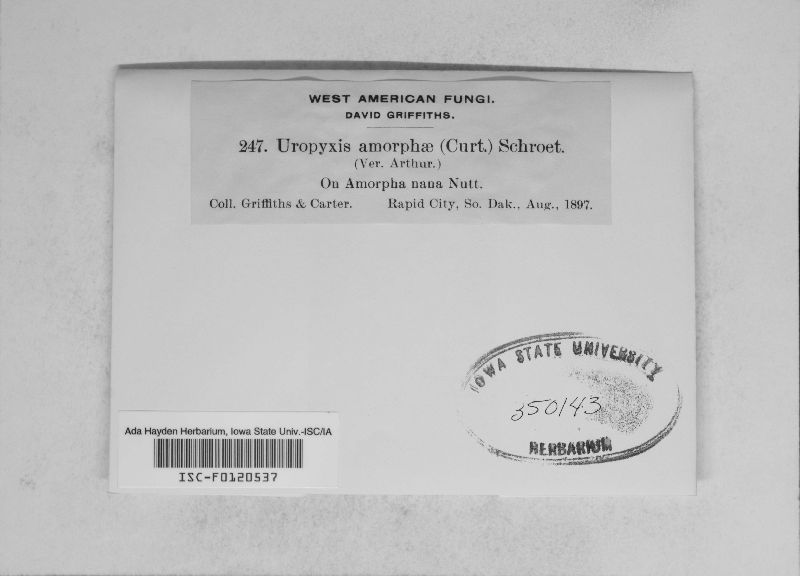 WEST AMERICAN FUNGI.
DAVID GRIFFITHS.
247. Uropyxis amorphæ (Curt.) Schroet.
(Ver. Arthur.)
On Amorpha nana Nutt.
Coll. Griffiths & Carter. Rapid City, So. Dak., Aug., 1897.
IOWA STATE UNIVERSITY
350143
HERBARIUM
Ada Hayden Herbarium, Iowa State Univ.-ISC/IA
ISC-F0120537